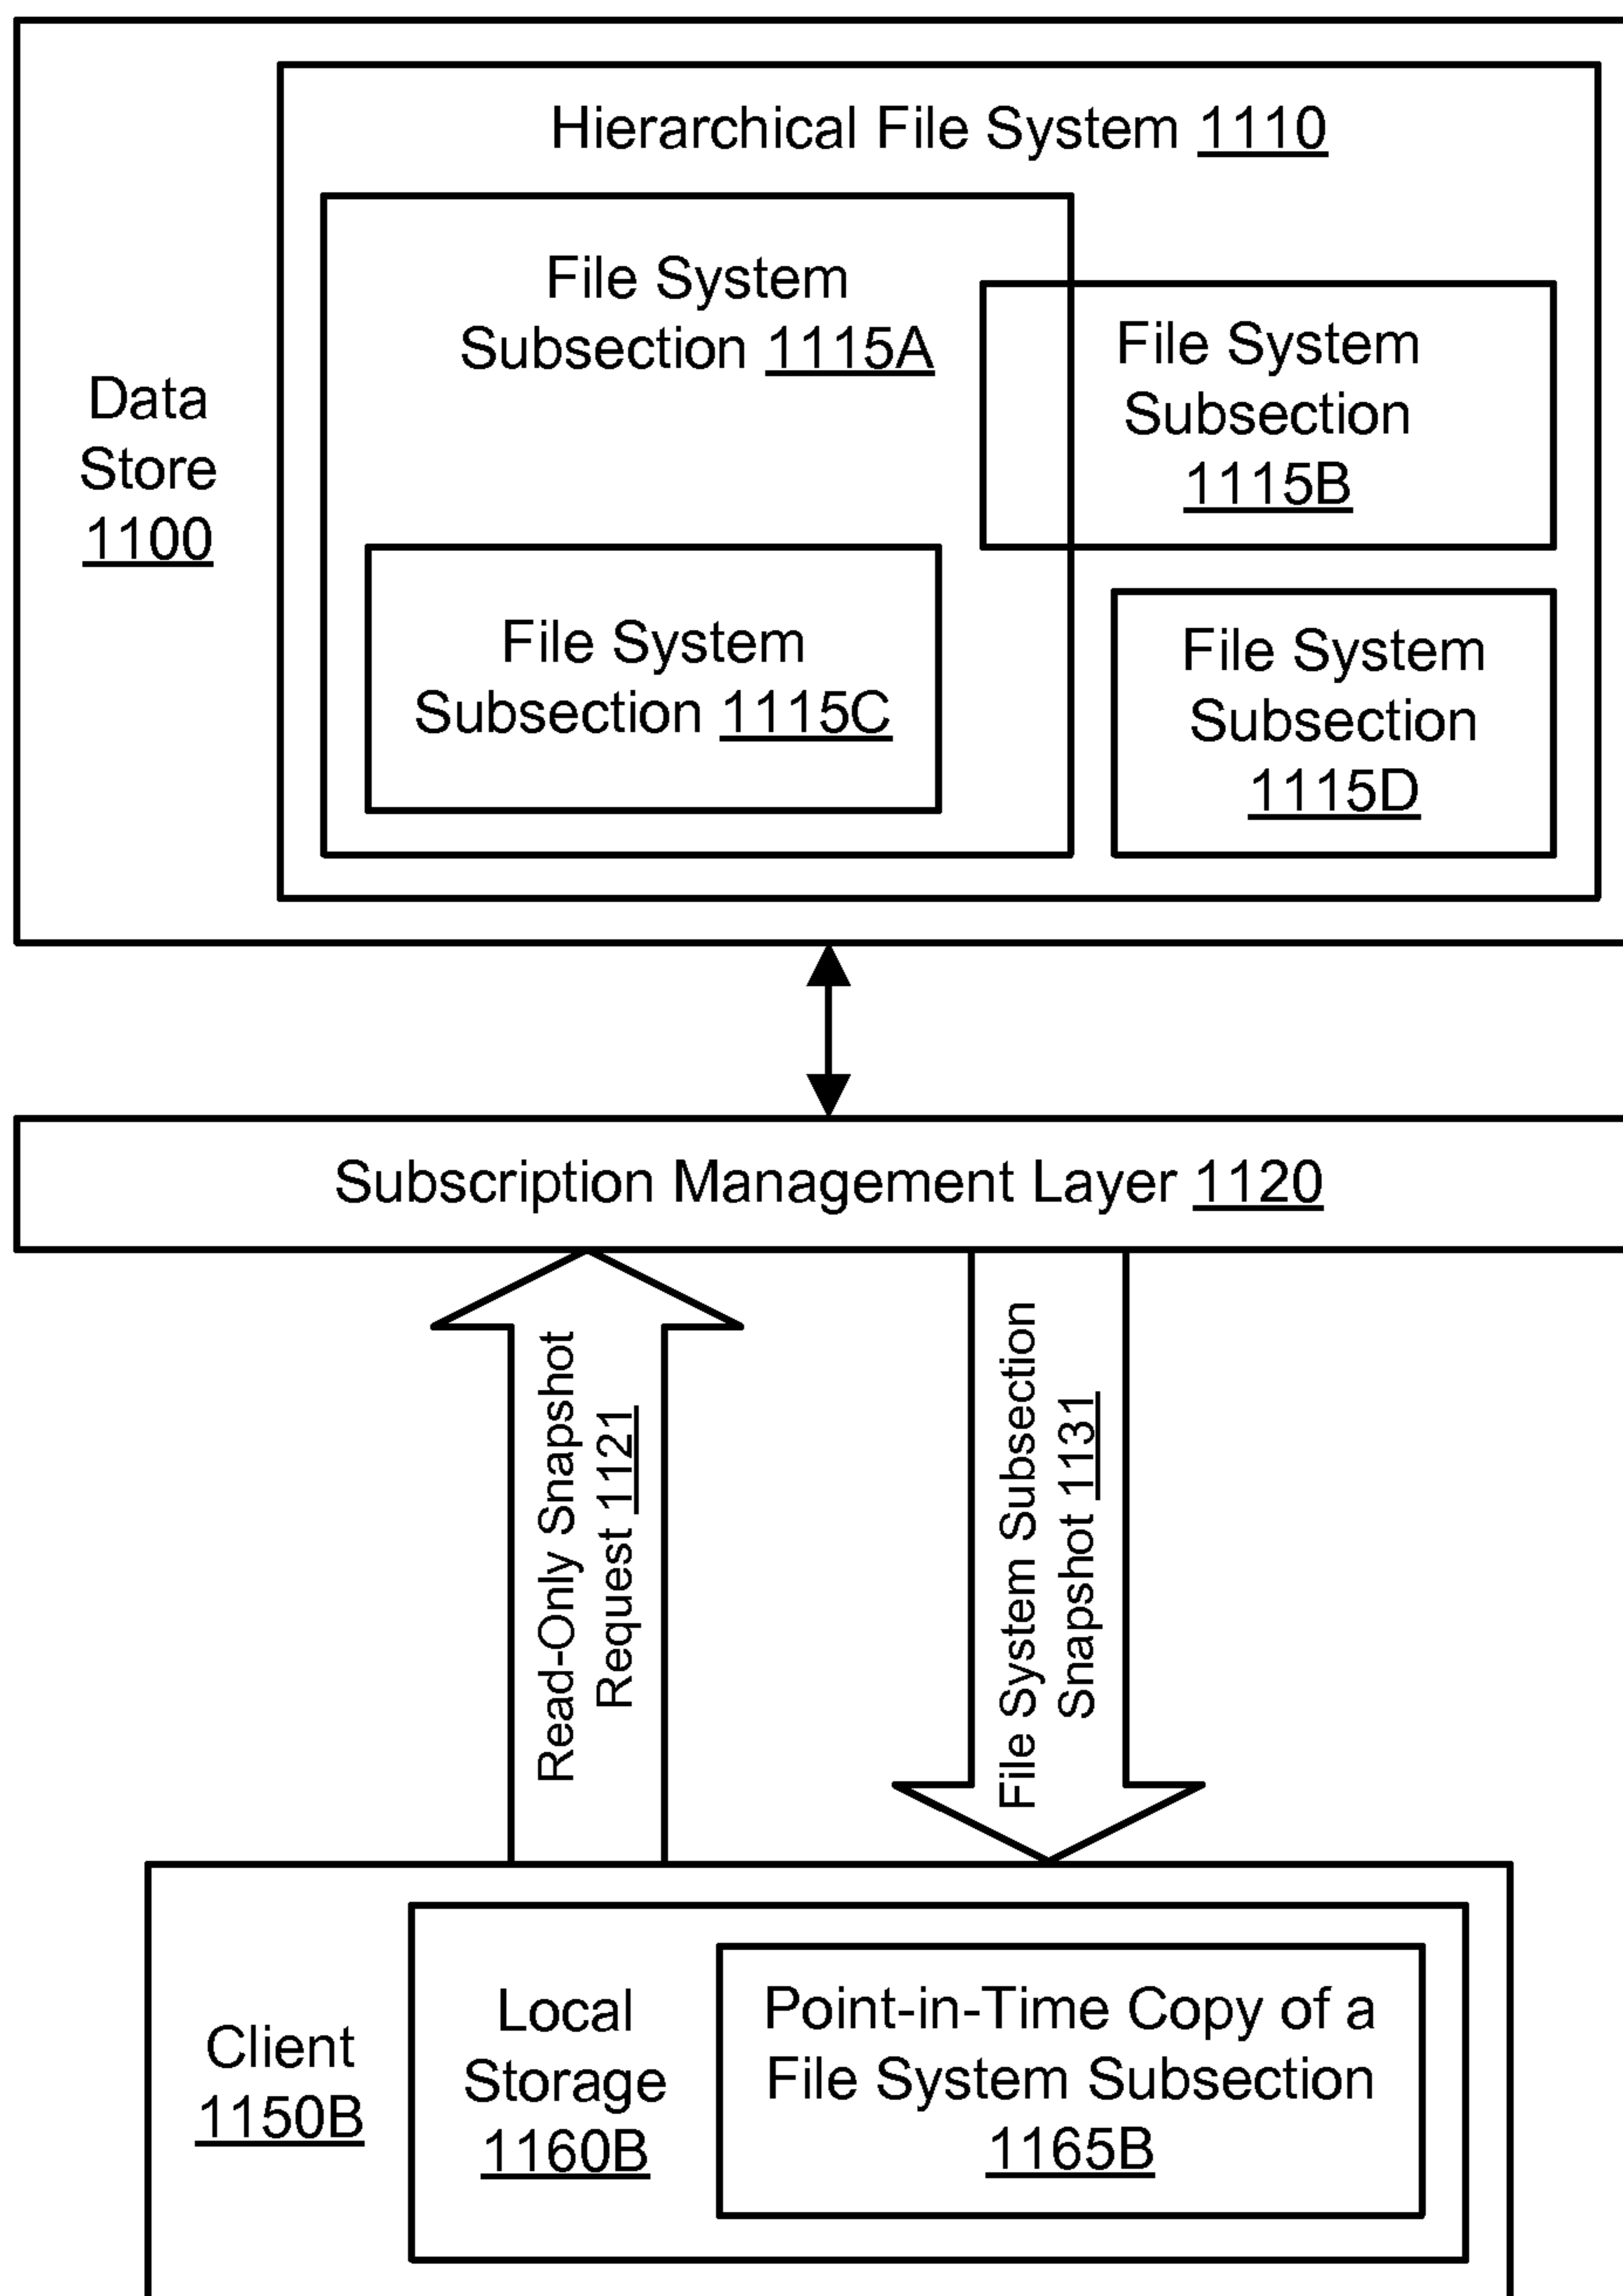 Hierarchical File System 1110
File System
Subsection 1115A
File System
Subsection
1115B
Data
Store
1100
File System
Subsection 1115C
File System
Subsection
1115D
Subscription Management Layer 1120
Read-Only Snapshot
Request 1121
File System Subsection
Snapshot 1131
Client
1150B
Local
Storage
1160B
Point-in-Time Copy of a
File System Subsection
1165B